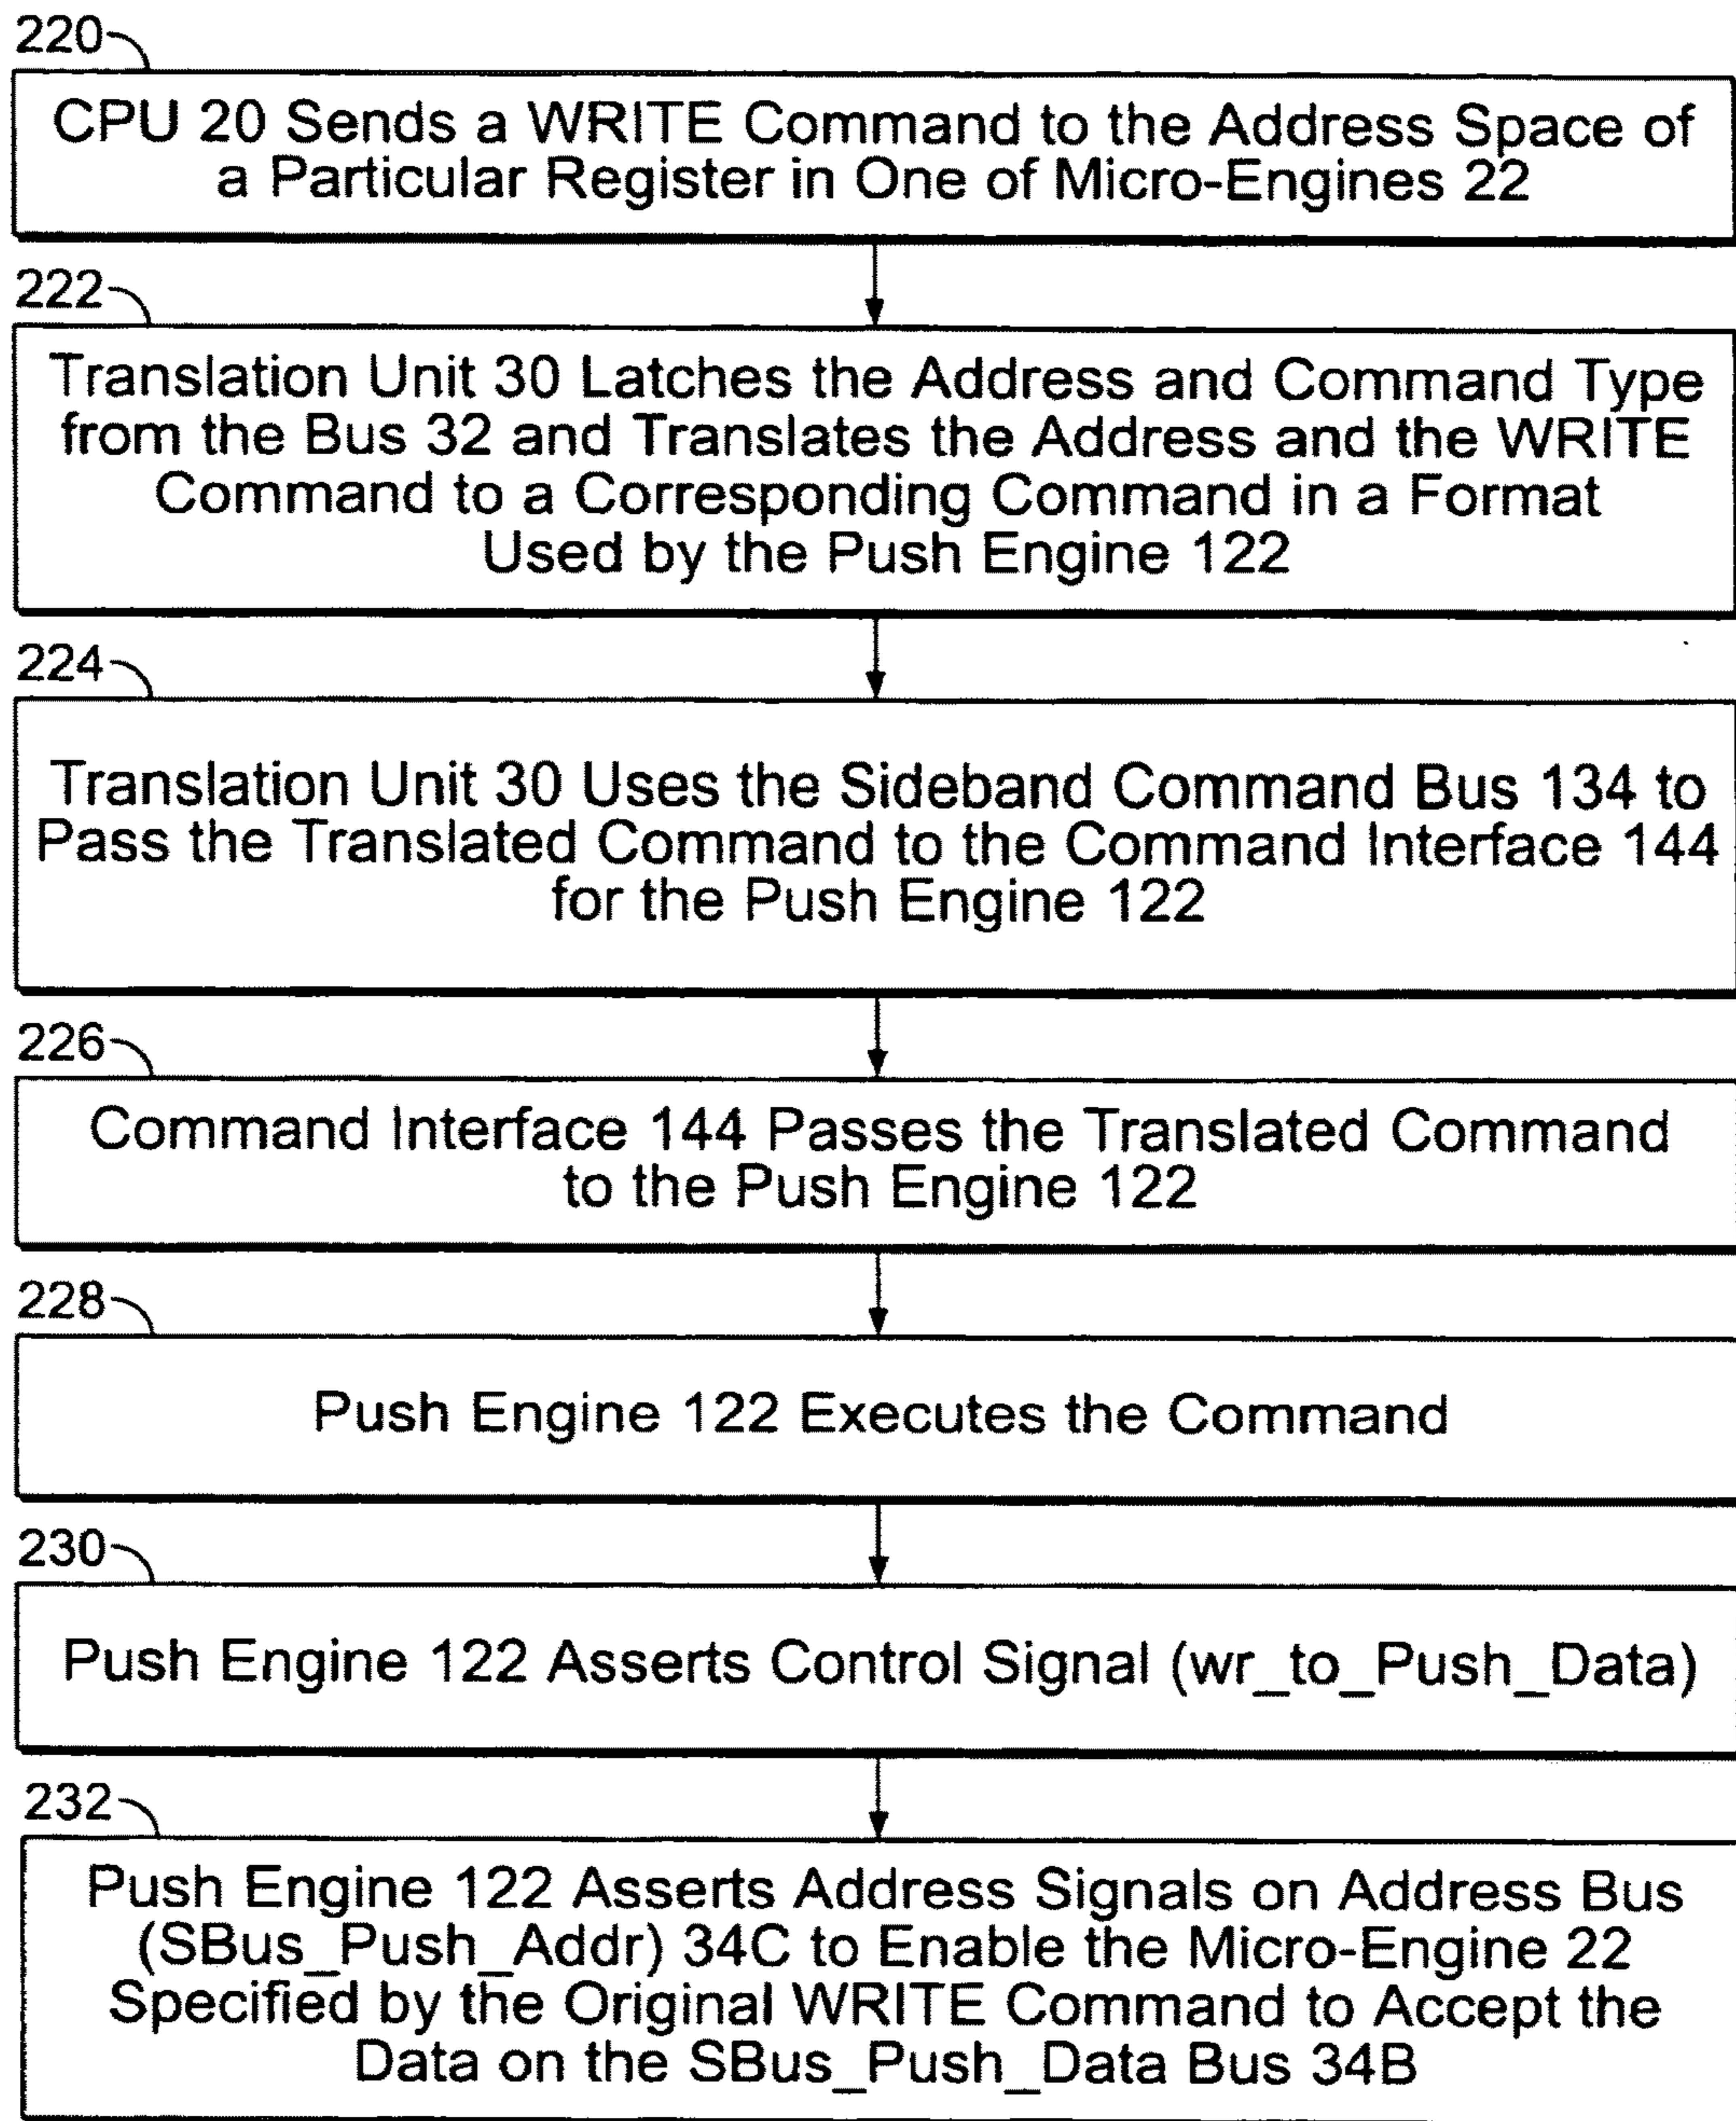 220
CPU 20 Sends a WRITE Command to the Address Space of
a Particular Register in One of Micro-Engines 22
222
Translation Unit 30 Latches the Address and Command Type
from the Bus 32 and Translates the Address and the WRITE
Command to a Corresponding Command in a Format
Used by the Push Engine 122
224
Translation Unit 30 Uses the Sideband Command Bus 134 to
Pass the Translated Command to the Command Interface 144
for the Push Engine 122
226
Command Interface 144 Passes the Translated Command
to the Push Engine 122
228
Push Engine 122 Executes the Command
230
Push Engine 122 Asserts Control Signal (wr_to_Push_Data)
232
Push Engine 122 Asserts Address Signals on Address Bus
(SBus_Push_Addr) 34C to Enable the Micro-Engine 22
Specified by the Original WRITE Command to Accept the
Data on the SBus_Push_Data Bus 34B